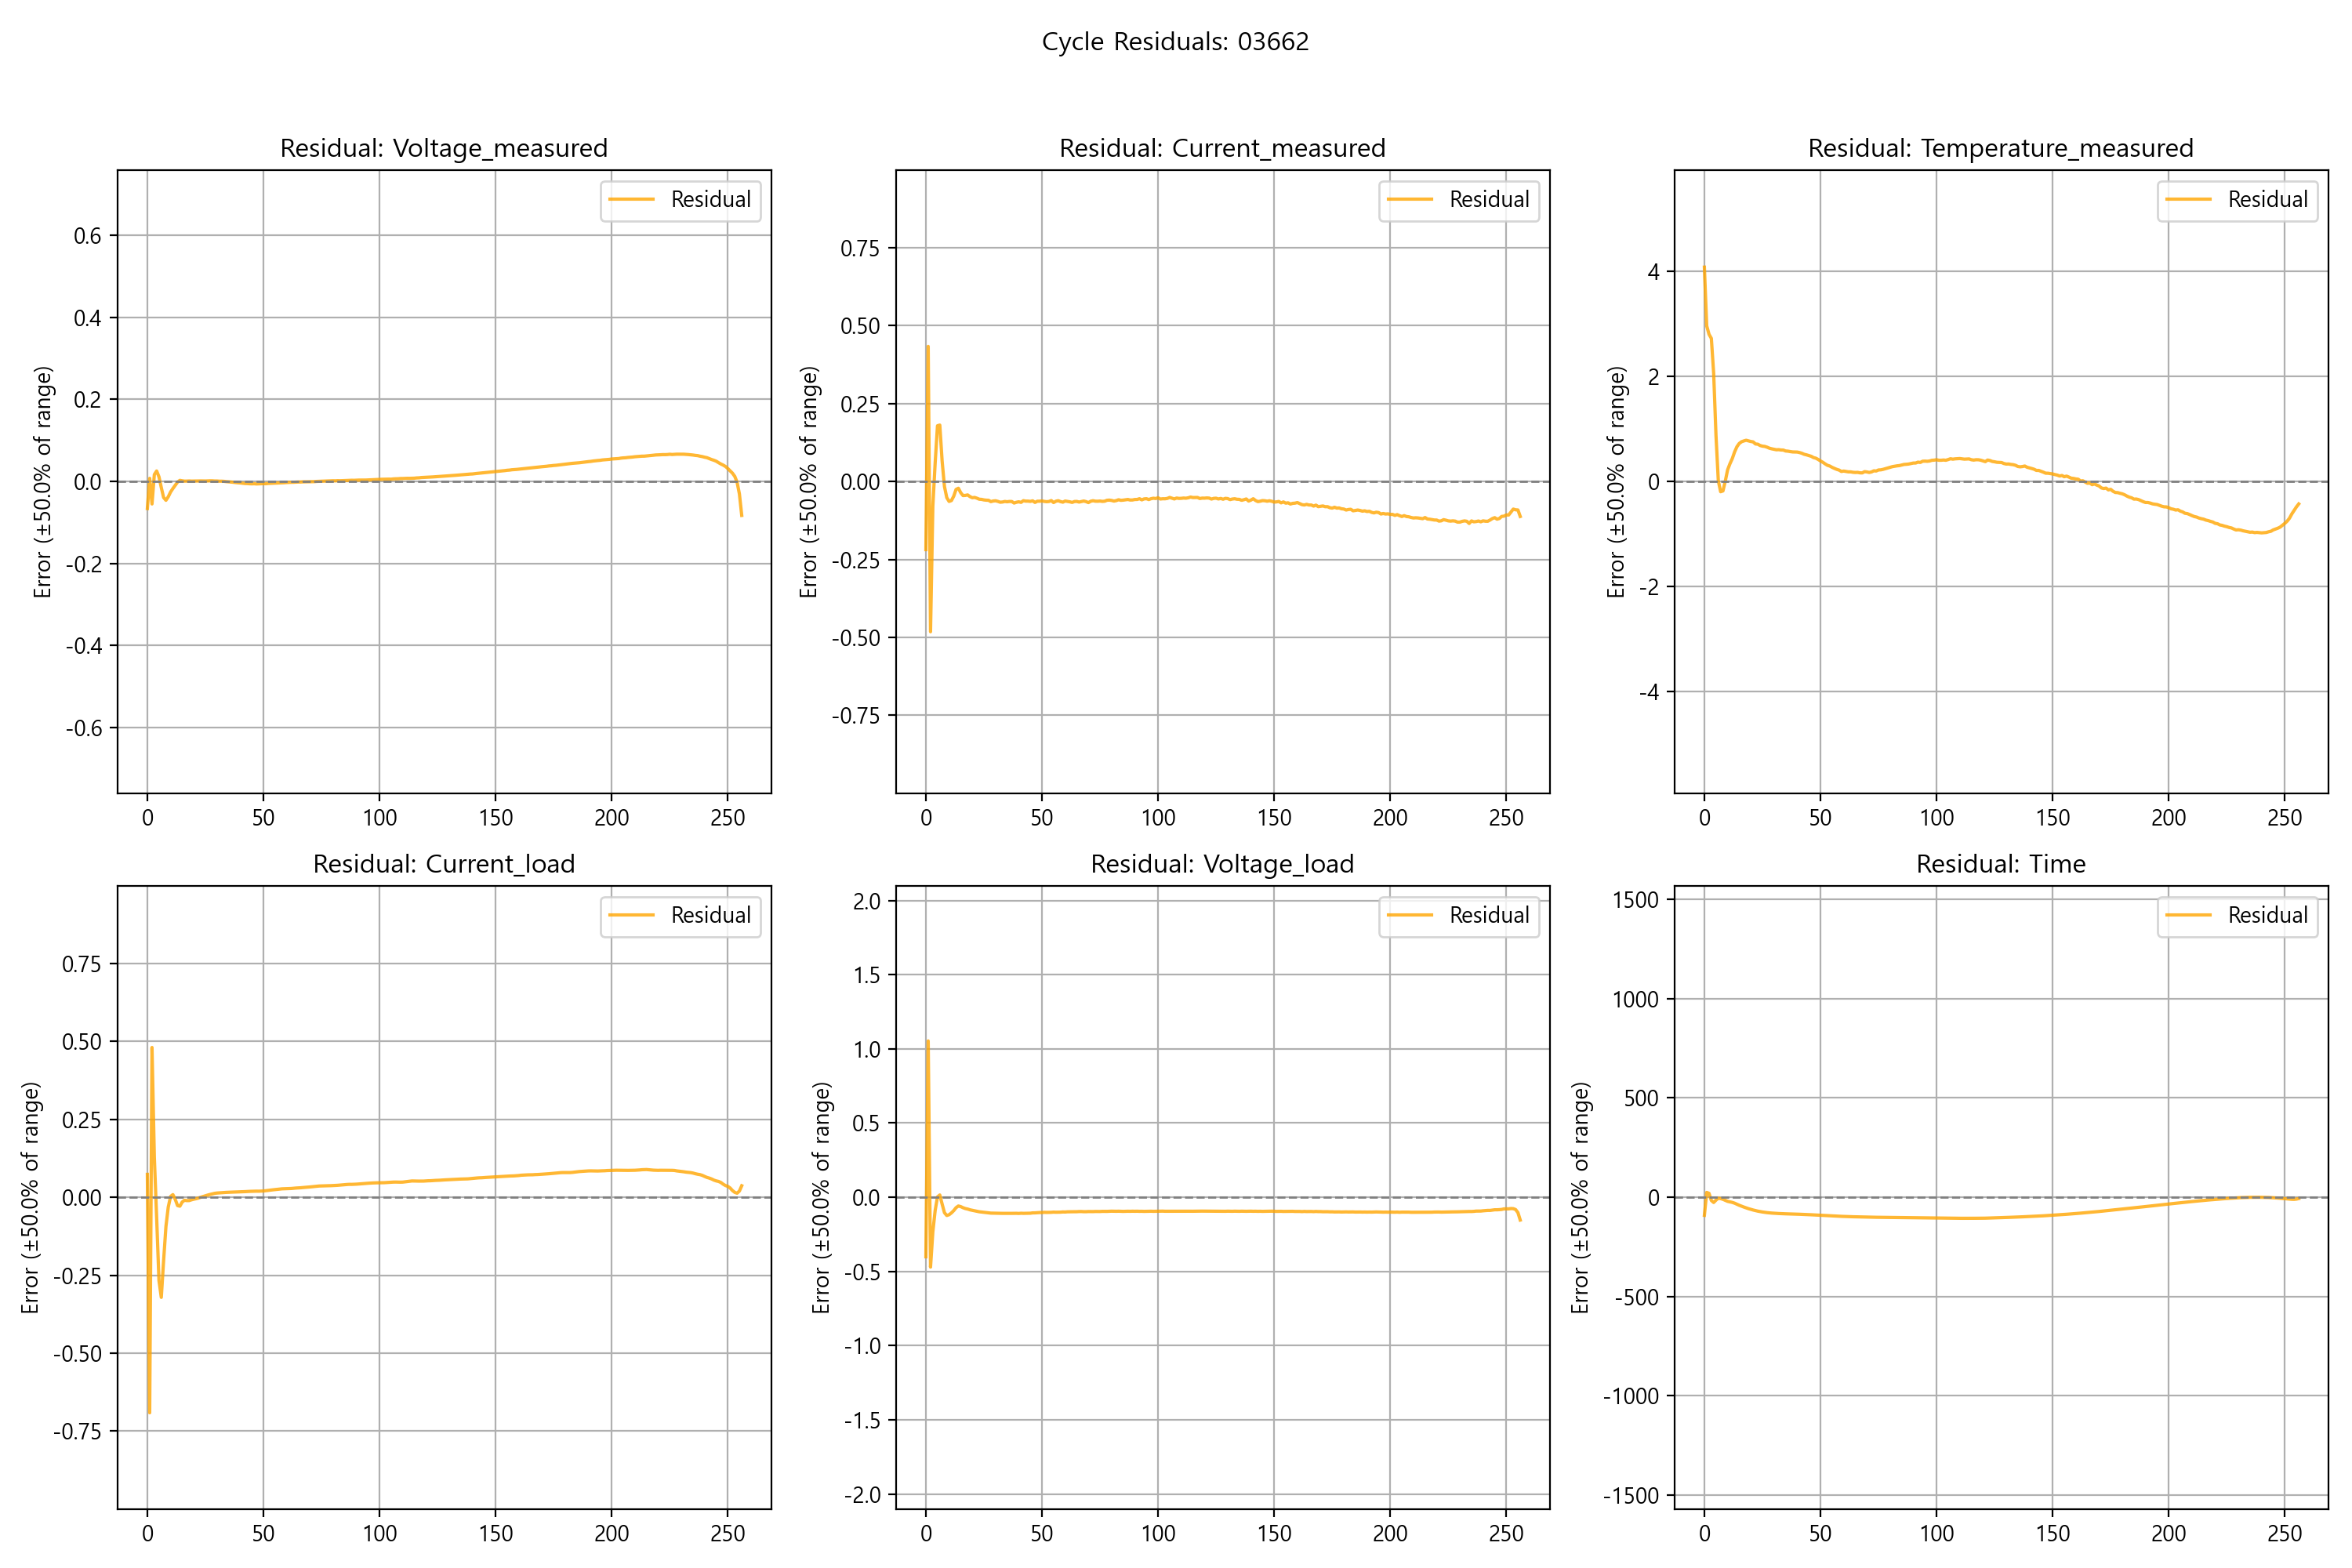 Cycle Residuals: 03662
Residual: Voltage_measured
Residual
Error (±50.0% of range)
0.6
0.4
0.2
0.0
-0.2
-0.4
-0.6
0 50 100 150 200 250
Residual: Current_measured
Residual
Error (±50.0% of range)
0.75
0.50
0.25
0.00
-0.25
-0.50
-0.75
0 50 100 150 200 250
Residual: Temperature_measured
Residual
Error (±50.0% of range)
4
2
0
-2
-4
0 50 100 150 200 250
Residual: Current_load
Residual
Error (±50.0% of range)
0.75
0.50
0.25
0.00
-0.25
-0.50
-0.75
0 50 100 150 200 250
Residual: Voltage_load
Residual
Error (±50.0% of range)
2.0
1.5
1.0
0.5
0.0
-0.5
-1.0
-1.5
-2.0
0 50 100 150 200 250
Residual: Time
Residual
Error (±50.0% of range)
1500
1000
500
0
-500
-1000
-1500
0 50 100 150 200 250